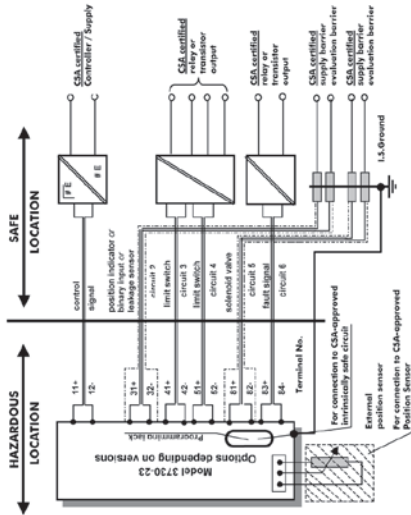 HAZARDOUS
LOCATION
SAFE
LOCATION
Model 3730-23
Options depending on versions
Programming jack
11+
12-
31+
32-
41+
42-
51+
52-
81+
82-
83+
84-
Terminal No.
control
signal
position indicator or
binary input or
leakage sensor
circuit 2
limit switch
circuit 3
limit switch
circuit 4
solenoid valve
circuit 5
fault signal
circuit 6
CSA certified
Controller / Supply
CSA certified
relay or
transistor
output
CSA certified
relay or
transistor
output
CSA certified
supply barrier
evaluation barrier
CSA certified
supply barrier
evaluation barrier
I.S.Ground
For connection to CSA-approved
intrinsically safe circuit
External
position sensor
For connection to CSA-approved
Position Sensor